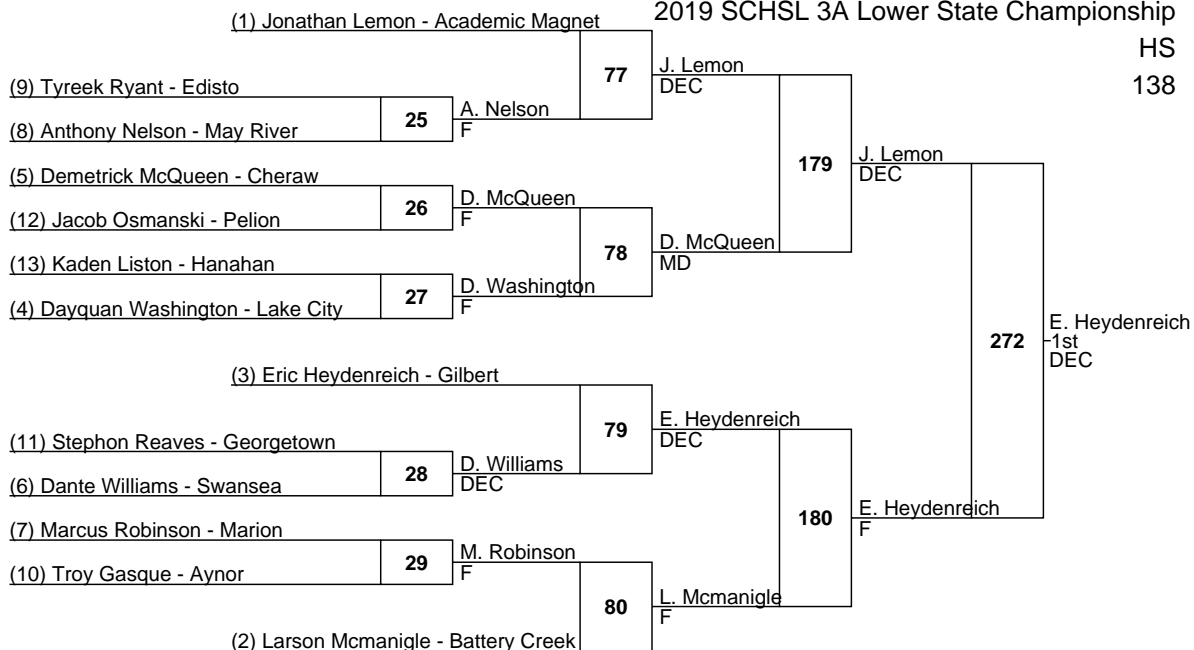 2019 SCHSL 3A Lower State Championship
HS
138
(1) Jonathan Lemon - Academic Magnet
77
J. Lemon
DEC
(9) Tyreek Ryant - Edisto
25
A. Nelson
F
(8) Anthony Nelson - May River
179
J. Lemon
DEC
(5) Demetrick McQueen - Cheraw
26
D. McQueen
F
(12) Jacob Osmanski - Pelion
78
D. McQueen
MD
(13) Kaden Liston - Hanahan
27
D. Washington
F
(4) Dayquan Washington - Lake City
272
E. Heydenreich
1st
DEC
(3) Eric Heydenreich - Gilbert
79
E. Heydenreich
DEC
(11) Stephon Reaves - Georgetown
28
D. Williams
DEC
(6) Dante Williams - Swansea
180
E. Heydenreich
F
(7) Marcus Robinson - Marion
29
M. Robinson
F
(10) Troy Gasque - Aynor
80
L. Mcmanigle
F
(2) Larson Mcmanigle - Battery Creek